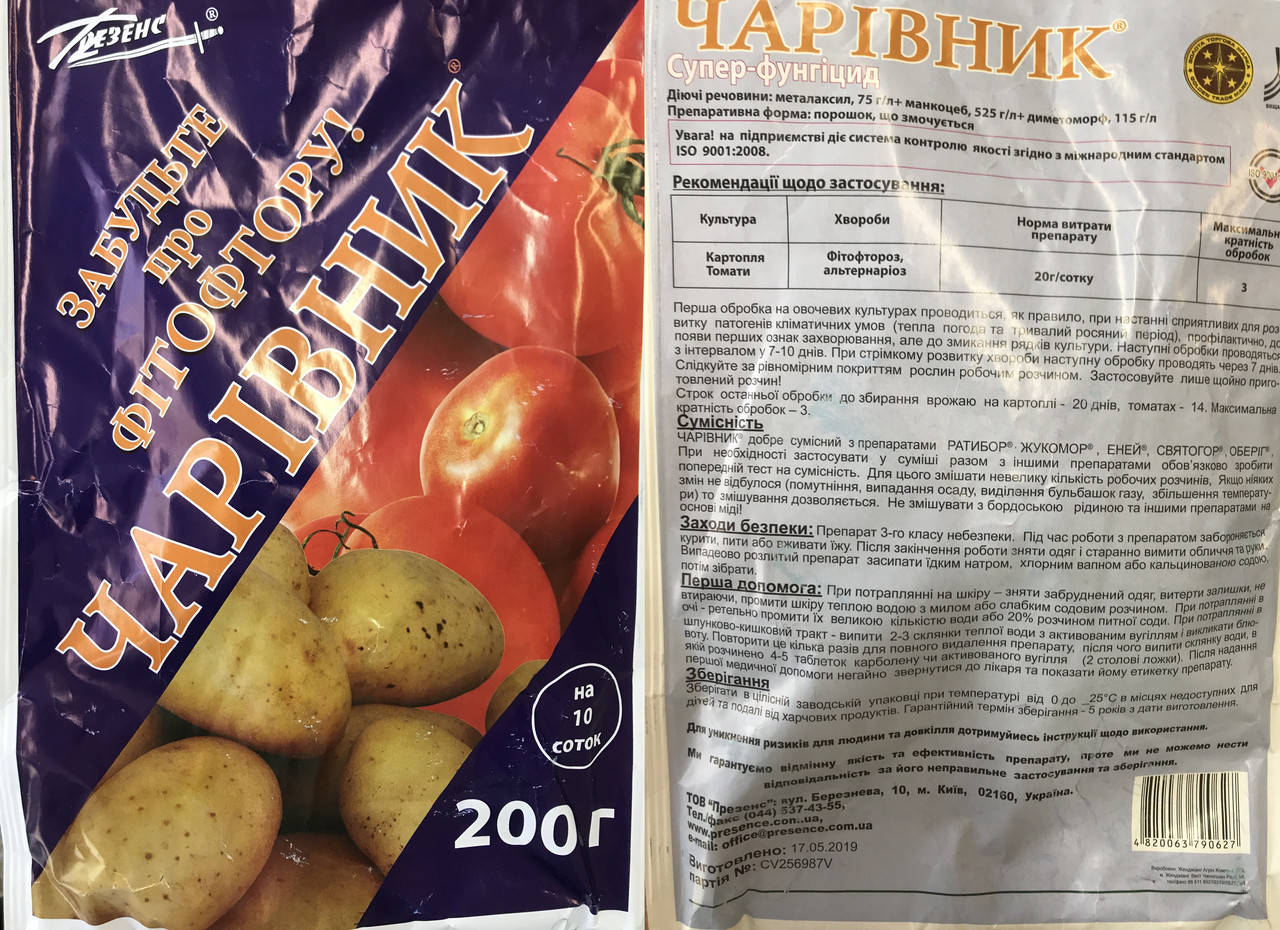 Презенс®
ЗАБУДЬТЕ
про
ФІТОФТОРУ!
ЧАРІВНИК®
на
10
соток
200г
ЧАРІВНИК®
Супер-фунгіцид
Діючі речовини: металаксил, 75 г/л+ манкоцеб, 525 г/л+ диметоморф, 115 г/л
Препаративна форма: порошок, що змочується
Увага! на підприємстві діє система контролю якості згідно з міжнародним стандартом
ISO 9001:2008.
Рекомендації щодо застосування:
Культура
Хвороби
Норма витрати
препарату
Максимальн
кратність
обробок
Картопля
Томати
Фітофтороз,
альтернаріоз
20г/сотку
3
Перша обробка на овочевих культурах проводиться, як правило, при настанні сприятливих для роз
витку патогенів кліматичних умов (тепла погода та тривалий росяний період), профілактично, до
появи перших ознак захворювання, але до змикання рядків культури. Наступні обробки проводяться
з інтервалом у 7-10 днів. При стрімкому розвитку хвороби наступну обробку проводять через 7 днів.
Слідкуйте за рівномірним покриттям рослин робочим розчином. Застосовуйте лише щойно приго-
товлений розчин!
Строк останньої обробки до збирання врожаю на картоплі - 20 днів, томатах - 14. Максимальна
кратність обробок – 3.
Сумісність
ЧАРІВНИК® добре сумісний з препаратами РАТИБОР®, ЖУКОМОР®, ЕНЕЙ®, СВЯТОГОР®, ОБЕРІГ®.
При необхідності застосувати у суміші разом з іншими препаратами обов'язково зробити
попередній тест на сумісність. Для цього змішати невелику кількість робочих розчинів, Якщо ніяких
змін не відбулося (помутніння, випадання осаду, виділення бульбашок газу, збільшення температу-
ри) то змішування дозволяється. Не змішувати з бордоською рідиною та іншими препаратами на
основі міді!
Заходи безпеки: Препарат 3-го класу небезпеки. Під час роботи з препаратом забороняється
курити, пити або вживати їжу. Після закінчення роботи зняти одяг і старанно вимити обличчя та руки.
Випадеово розлитий препарат засипати їдким натром, хлорним вапном або кальцинованою содою,
потім зібрати.
Перша допомога: При потраплянні на шкіру – зняти забруднений одяг, витерти залишки, не
втираючи, промити шкіру теплою водою з милом або слабким содовим розчином. При потраплянні в
очі - ретельно промити їх великою кількістю води або 20% розчином питної соди. При потраплянні в
шлунково-кишковий тракт - випити 2-3 склянки теплої води з активованим вугіллям і викликати блю-
воту. Повторити це кілька разів для повного видалення препарату, після чого випити склянку води, в
якій розчинено 4-5 таблеток карболену чи активованого вугілля (2 столові ложки). Після надання
першої медичної допомоги негайно звернутися до лікаря та показати йому етикетку препарату.
Зберігання
Зберігати в цілісній заводській упаковці при температурі від 0 до _25°С в місцях недоступних для
дітей та подалі від харчових продуктів. Гарантійний термін зберігання - 5 років з дати виготовлення.
Для уникнення ризиків для людини та довкілля дотримуйтесь інструкції щодо використання.
Ми гарантуємо відмінну якість та ефективність препарату, проте ми не можемо нести
відповідальність за його неправильне застосування та зберігання.
ТОВ "Презенс": вул. Березнева, 10, м. Київ, 02160, Україна.
Тел./факс (044) 537-43-55,
www.presence.com.ua,
e-mail: office@presence.com.ua
Виготовлено: 17.05.2019
партія №: CV256987V
4 820063 790627